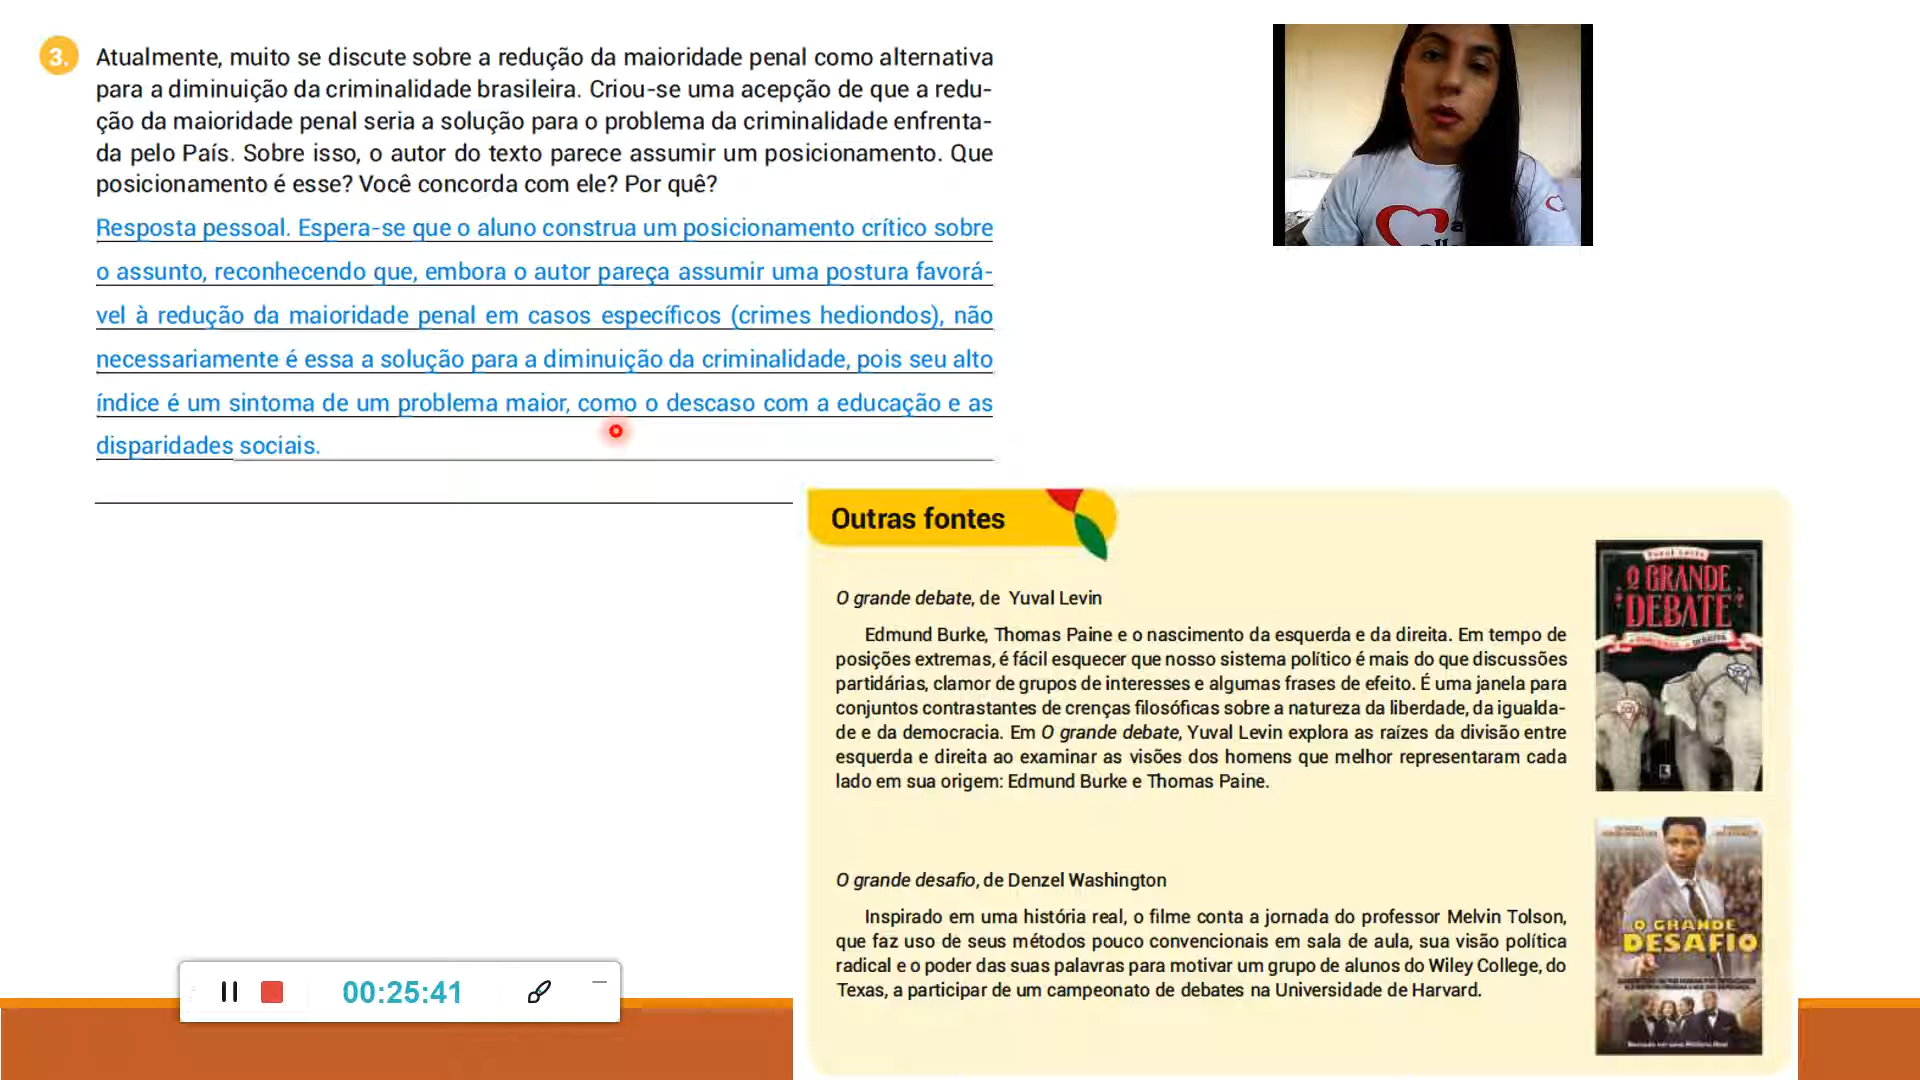 3.
Atualmente, muito se discute sobre a redução da maioridade penal como alternativa
para a diminuição da criminalidade brasileira. Criou-se uma acepção de que a redu-
ção da maioridade penal seria a solução para o problema da criminalidade enfrenta-
da pelo País. Sobre isso, o autor do texto parece assumir um posicionamento. Que
posicionamento é esse? Você concorda com ele? Por quê?
Resposta pessoal. Espera-se que o aluno construa um posicionamento crítico sobre
o assunto, reconhecendo que, embora o autor pareça assumir uma postura favorá-
vel à redução da maioridade penal em casos específicos (crimes hediondos), não
necessariamente é essa a solução para a diminuição da criminalidade, pois seu alto
índice é um sintoma de um problema maior, como o descaso com a educação e as
disparidades sociais.
Outras fontes
O grande debate, de Yuval Levin
Edmund Burke, Thomas Paine e o nascimento da esquerda e da direita. Em tempo de
posições extremas, é fácil esquecer que nosso sistema político é mais do que discussões
partidárias, clamor de grupos de interesses e algumas frases de efeito. É uma janela para
conjuntos contrastantes de crenças filosóficas sobre a natureza da liberdade, da igualda-
de e da democracia. Em O grande debate, Yuval Levin explora as raízes da divisão entre
esquerda e direita ao examinar as visões dos homens que melhor representaram cada
lado em sua origem: Edmund Burke e Thomas Paine.
Yuval Levin
O GRANDE
DEBATE
O grande desafio, de Denzel Washington
Inspirado em uma história real, o filme conta a jornada do professor Melvin Tolson,
que faz uso de seus métodos pouco convencionais em sala de aula, sua visão política
radical e o poder das suas palavras para motivar um grupo de alunos do Wiley College, do
Texas, a participar de um campeonato de debates na Universidade de Harvard.
O GRANDE
DESAFIO
00:25:41